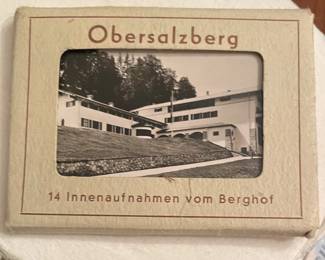 Obersalzberg
14 Innenaufnahmen vom Berghof